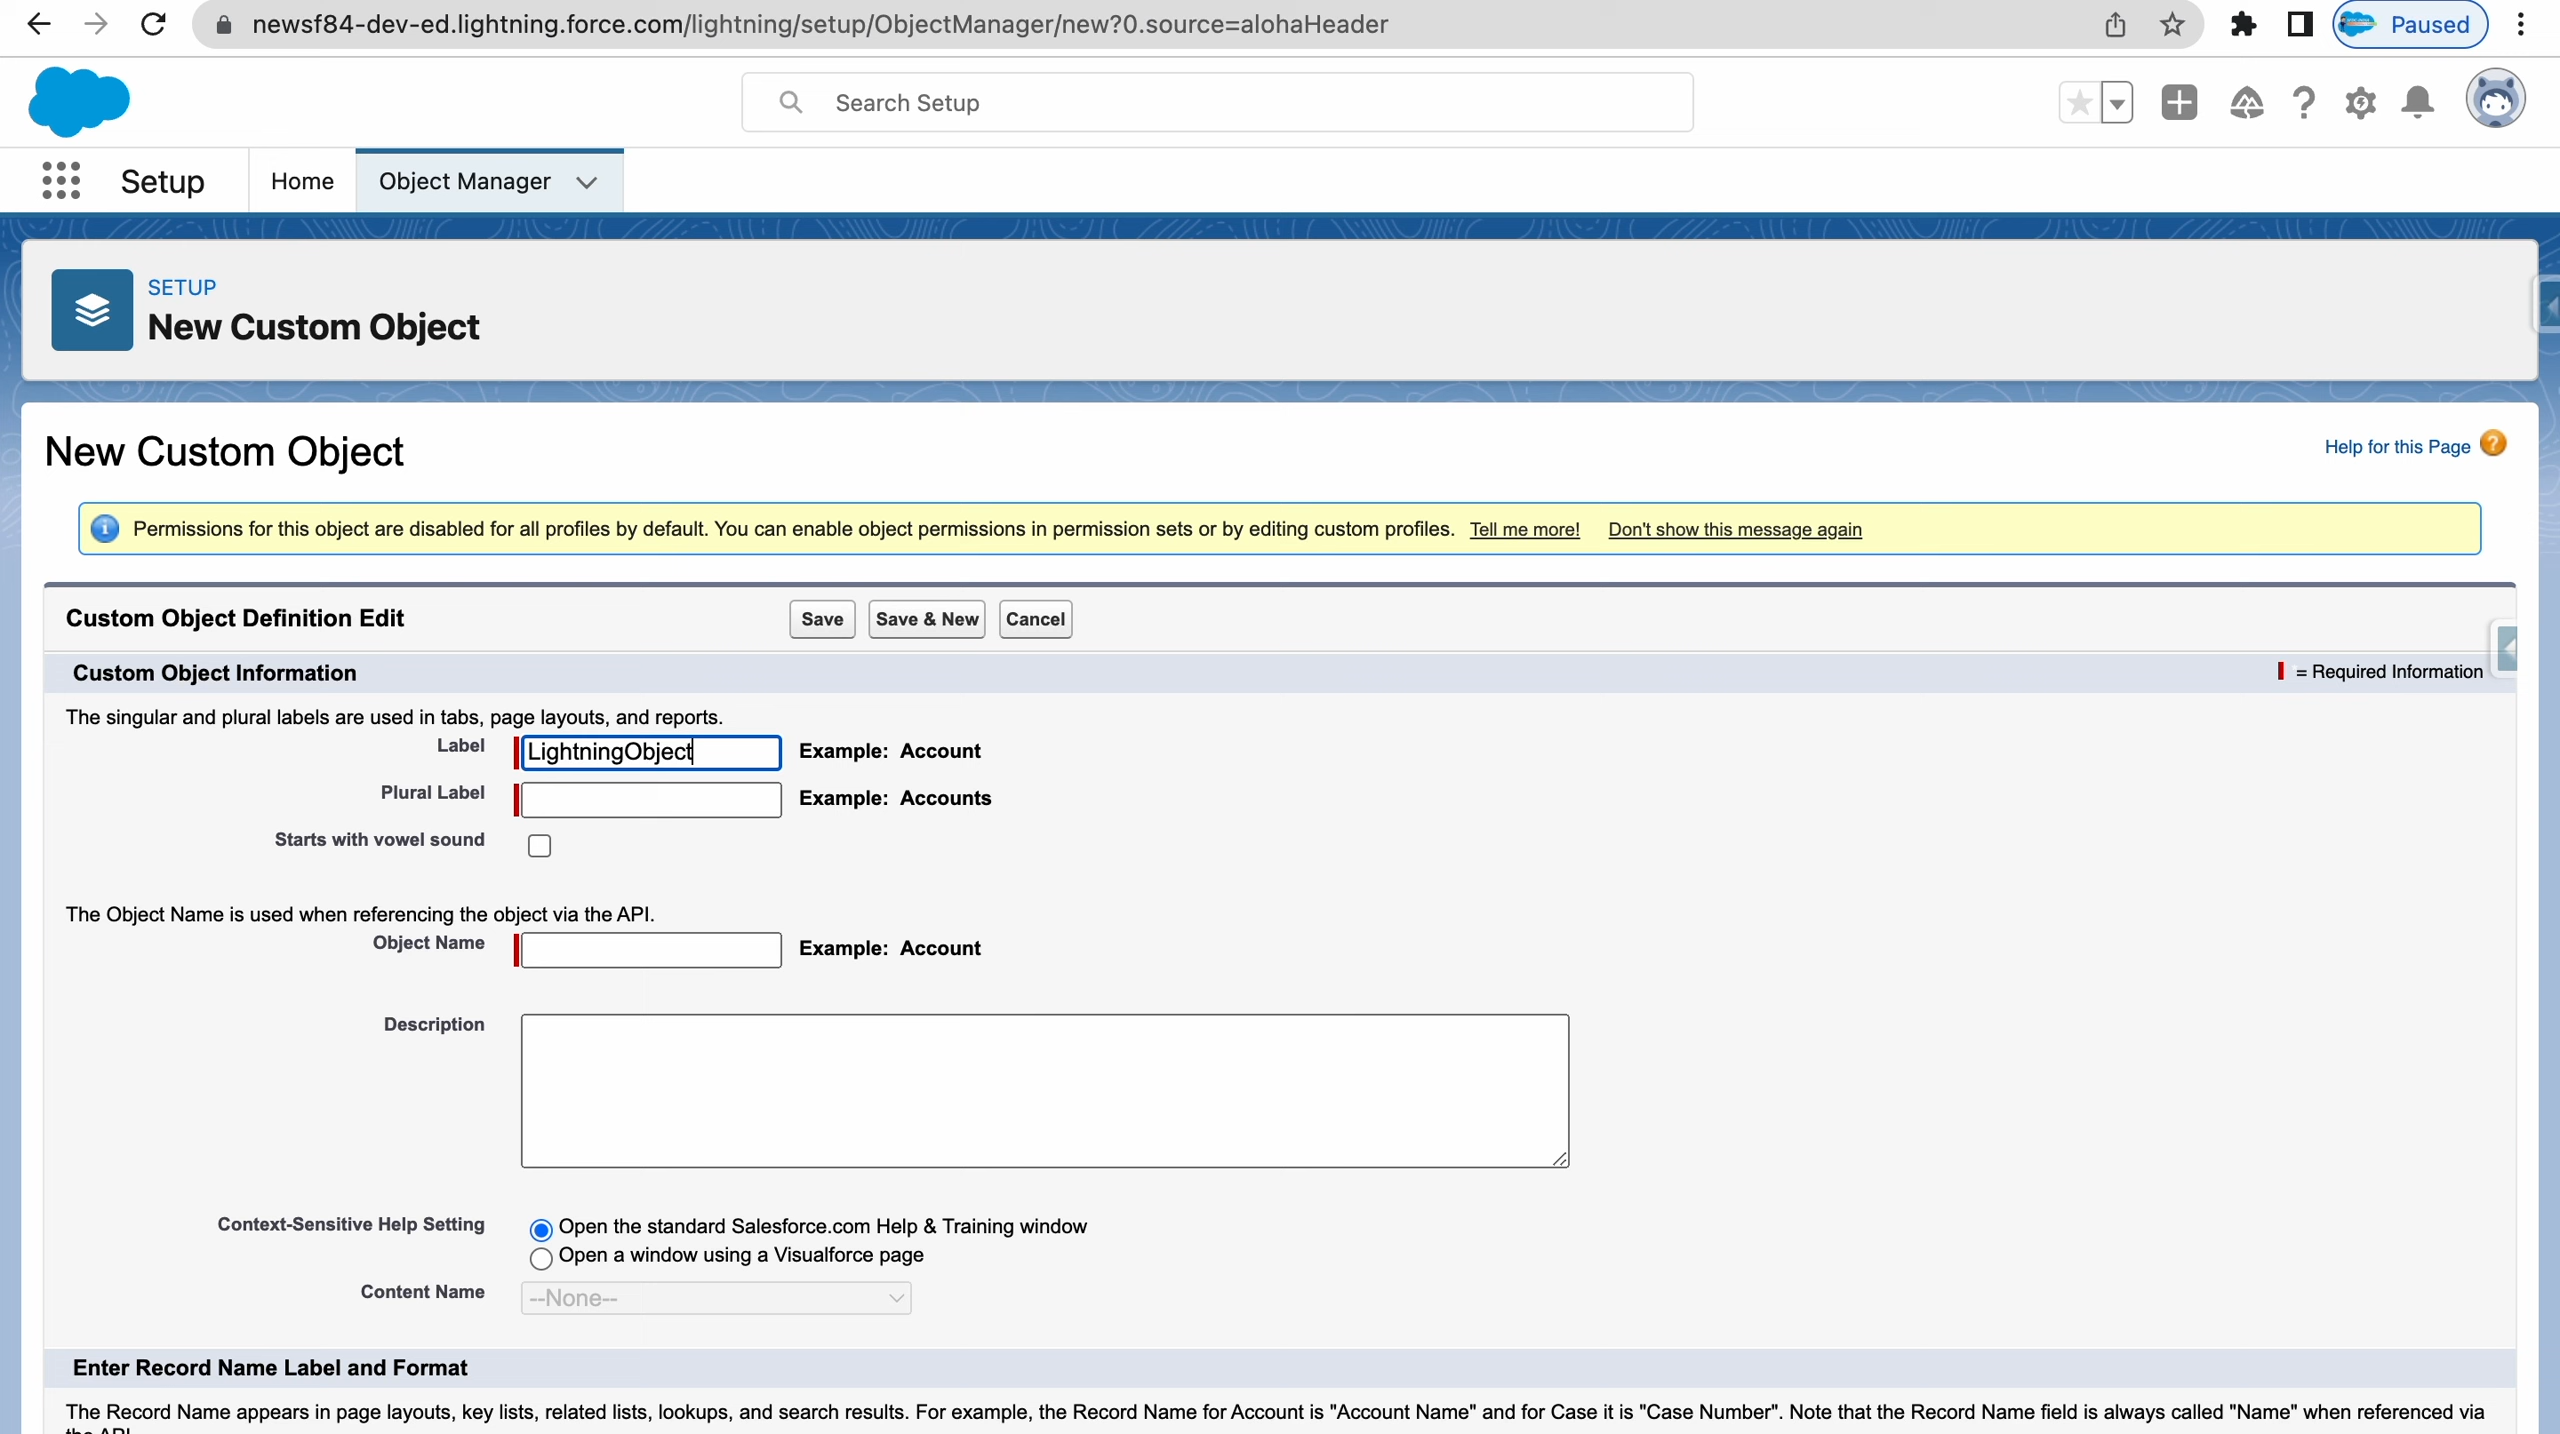 newsf84-dev-ed.lightning.force.com/lightning/setup/ObjectManager/new?0.source=alohaHeader
Paused
Search Setup
Setup
Home
Object Manager
SETUP
New Custom Object
New Custom Object
Help for this Page
Permissions for this object are disabled for all profiles by default. You can enable object permissions in permission sets or by editing custom profiles. Tell me more! Don't show this message again
Custom Object Definition Edit Save Save & New Cancel
Custom Object Information = Required Information
The singular and plural labels are used in tabs, page layouts, and reports.
Label LightningObject Example: Account
Plural Label Example: Accounts
Starts with vowel sound
The Object Name is used when referencing the object via the API.
Object Name Example: Account
Description
Context-Sensitive Help Setting Open the standard Salesforce.com Help & Training window
Open a window using a Visualforce page
Content Name --None--
Enter Record Name Label and Format
The Record Name appears in page layouts, key lists, related lists, lookups, and search results. For example, the Record Name for Account is "Account Name" and for Case it is "Case Number". Note that the Record Name field is always called "Name" when referenced via
the API.